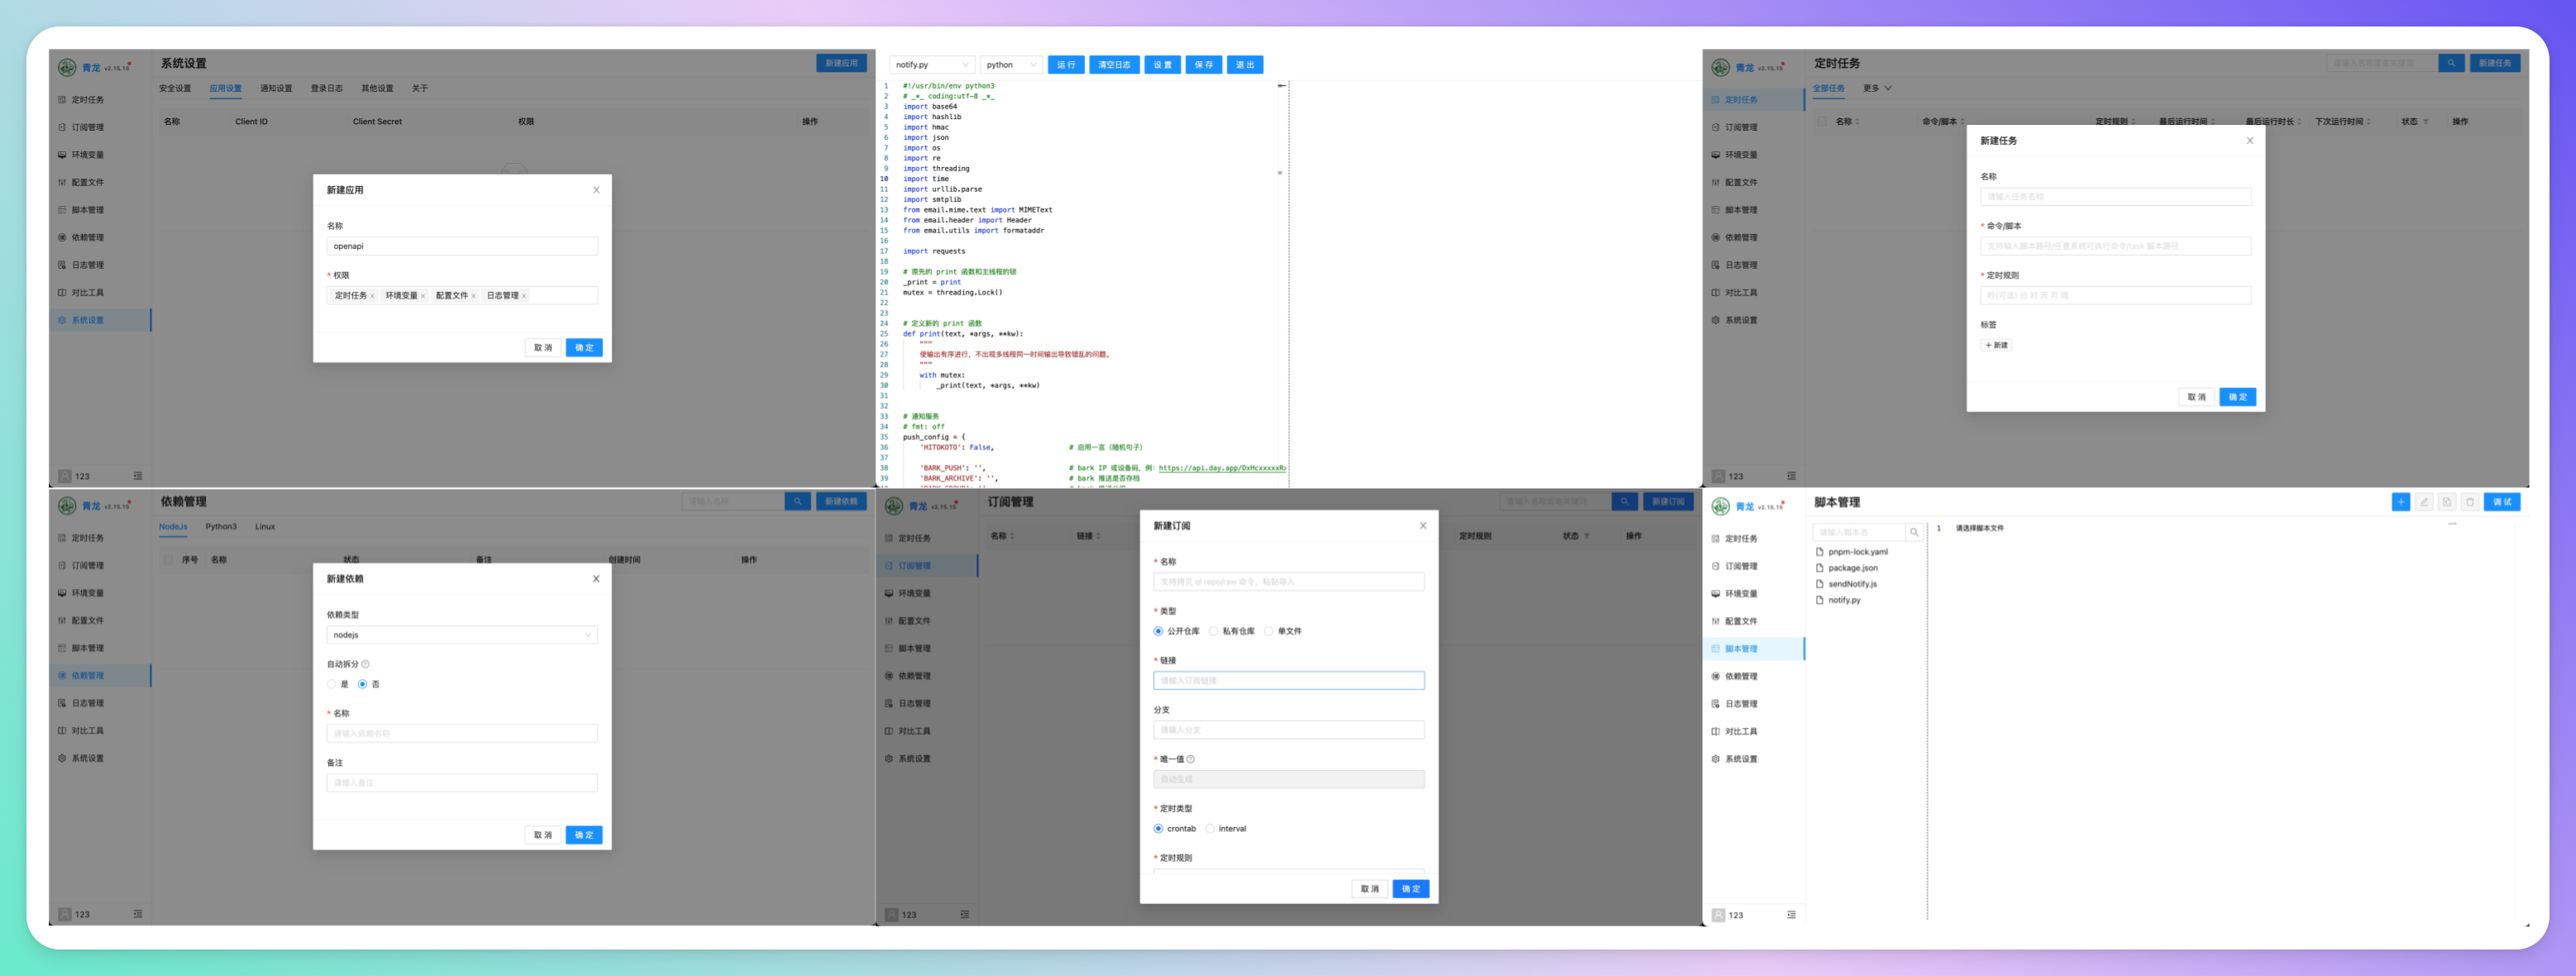 青龙 v2.15.15
系统设置
新建应用
安全设置 应用设置 通知设置 登录日志 其他设置 关于
名称 Client ID Client Secret 权限 操作
定时任务
订阅管理
环境变量
配置文件
脚本管理
依赖管理
日志管理
对比工具
系统设置
123
新建应用
名称
openapi
* 权限
定时任务 × 环境变量 × 配置文件 × 日志管理 ×
取 消 确 定
notify.py python 运 行 清空日志 设 置 保 存 退 出
1 #!/usr/bin/env python3
2 # _*_ coding:utf-8 _*_
3 import base64
4 import hashlib
5 import hmac
6 import json
7 import os
8 import re
9 import threading
10 import time
11 import urllib.parse
12 import smtplib
13 from email.mime.text import MIMEText
14 from email.header import Header
15 from email.utils import formataddr
16
17 import requests
18
19 # 原先的 print 函数和主线程的锁
20 _print = print
21 mutex = threading.Lock()
22
23
24 # 定义新的 print 函数
25 def print(text, *args, **kw):
26 """
27 使输出有序进行，不出现多线程同一时间输出导致错乱的问题。
28 """
29 with mutex:
30 _print(text, *args, **kw)
31
32
33 # 通知服务
34 # fmt: off
35 push_config = {
36 'HITOKOTO': False, # 启用一言（随机句子）
37
38 'BARK_PUSH': '', # bark IP 或设备码，例：https://api.day.app/DxHcxxxxxR
39 'BARK_ARCHIVE': '', # bark 推送是否存档
青龙 v2.15.15
定时任务
新建任务
全部任务 更多
名称 命令/脚本 定时规则 最后运行时间 最后运行时长 下次运行时间 状态 操作
定时任务
订阅管理
环境变量
配置文件
脚本管理
依赖管理
日志管理
对比工具
系统设置
123
新建任务
名称
请输入任务名称
* 命令/脚本
支持输入脚本路径/任意系统可执行命令/task 脚本路径
* 定时规则
秒(可选) 分 时 天 月 周
标签
+ 新建
取 消 确 定
青龙 v2.15.15
依赖管理
请输入名称
新建依赖
NodeJs Python3 Linux
序号 名称 状态 备注 创建时间 操作
定时任务
订阅管理
环境变量
配置文件
脚本管理
依赖管理
日志管理
对比工具
系统设置
123
新建依赖
依赖类型
nodejs
自动拆分
是 否
* 名称
请输入依赖名称
备注
请输入备注
取 消 确 定
青龙 v2.15.15
订阅管理
新建订阅
名称 链接 定时规则 状态 操作
定时任务
订阅管理
环境变量
配置文件
脚本管理
依赖管理
日志管理
对比工具
系统设置
123
新建订阅
* 名称
支持拷贝 ql repo/raw 命令，粘贴导入
* 类型
公开仓库 私有仓库 单文件
* 链接
请输入订阅链接
分支
请输入分支
* 唯一值
自动生成
* 定时类型
crontab interval
* 定时规则
取 消 确 定
青龙 v2.15.15
脚本管理
调 试
请输入脚本名
1 请选择脚本文件
pnpm-lock.yaml
package.json
sendNotify.js
notify.py
定时任务
订阅管理
环境变量
配置文件
脚本管理
依赖管理
日志管理
对比工具
系统设置
123